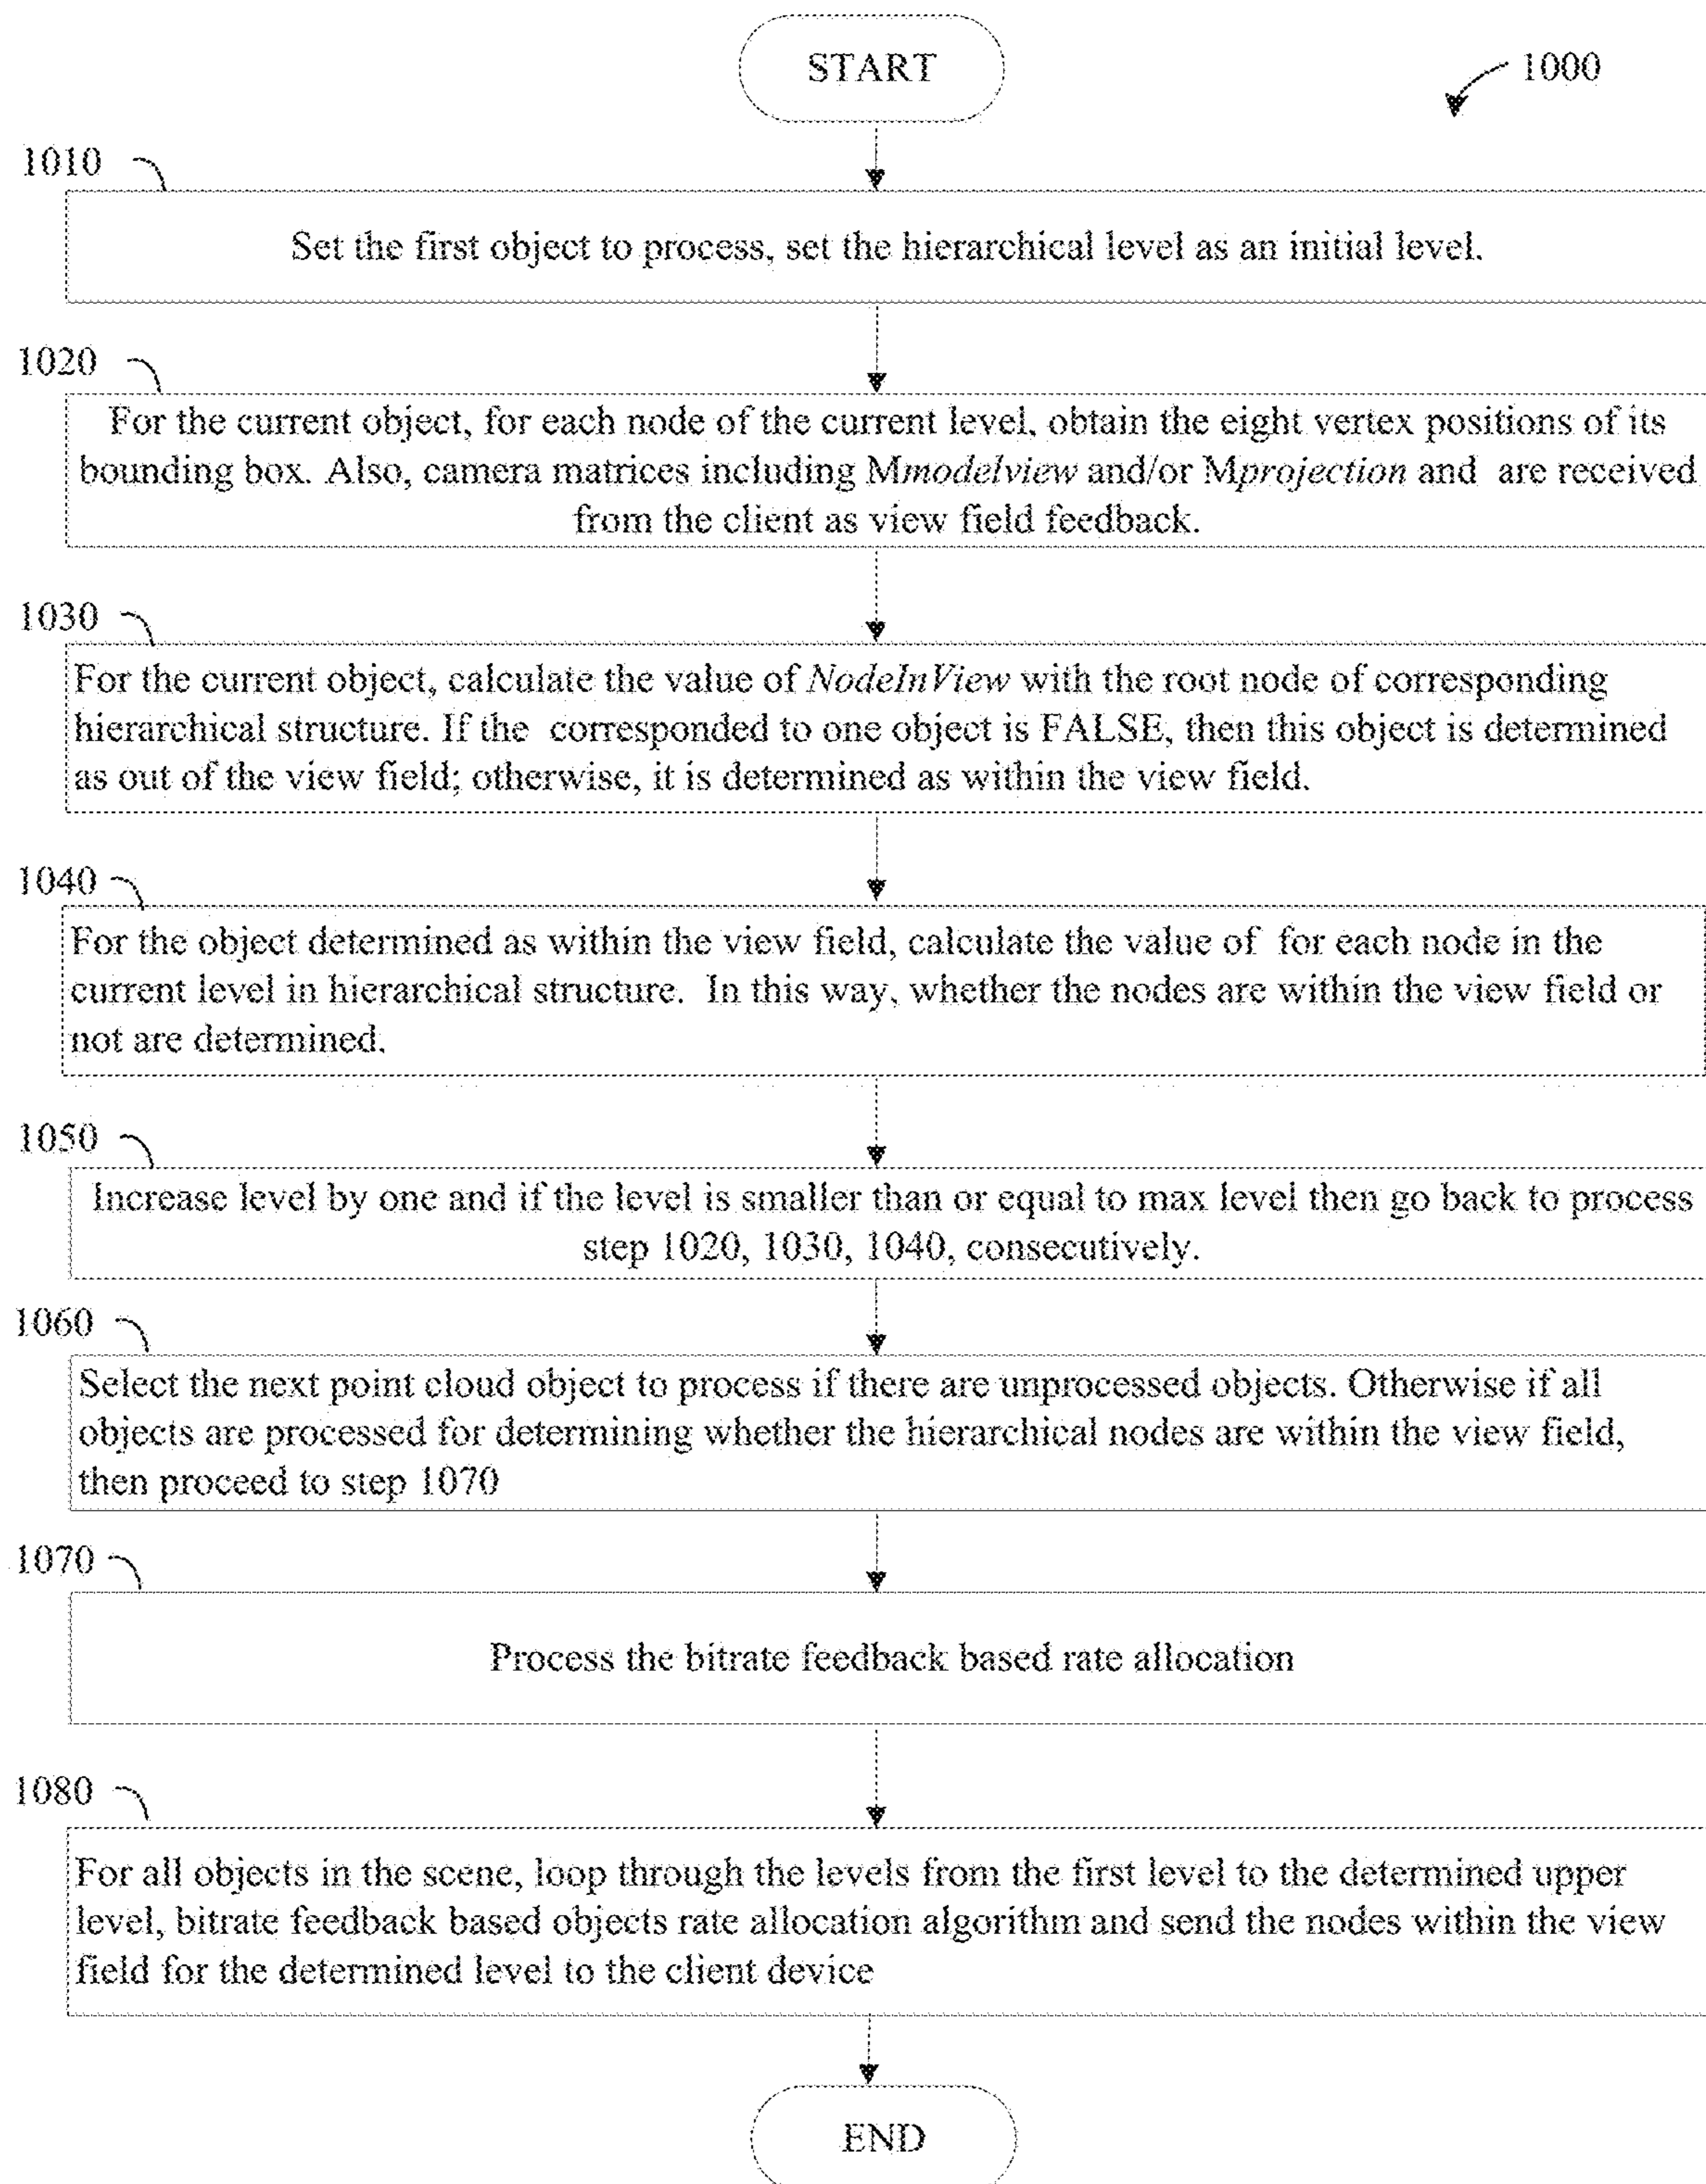 START
1000
1010
Set the first object to process, set the hierarchical level as an initial level.
1020
For the current object, for each node of the current level, obtain the eight vertex positions of its
bounding box. Also, camera matrices including Mmodelview and/or Mprojection and are received
from the client as view field feedback.
1030
For the current object, calculate the value of NodeInView with the root node of corresponding
hierarchical structure. If the corresponded to one object is FALSE, then this object is determined
as out of the view field; otherwise, it is determined as within the view field.
1040
For the object determined as within the view field, calculate the value of for each node in the
current level in hierarchical structure. In this way, whether the nodes are within the view field or
not are determined.
1050
Increase level by one and if the level is smaller than or equal to max level then go back to process
step 1020, 1030, 1040, consecutively.
1060
Select the next point cloud object to process if there are unprocessed objects. Otherwise if all
objects are processed for determining whether the hierarchical nodes are within the view field,
then proceed to step 1070
1070
Process the bitrate feedback based rate allocation
1080
For all objects in the scene, loop through the levels from the first level to the determined upper
level, bitrate feedback based objects rate allocation algorithm and send the nodes within the view
field for the determined level to the client device
END